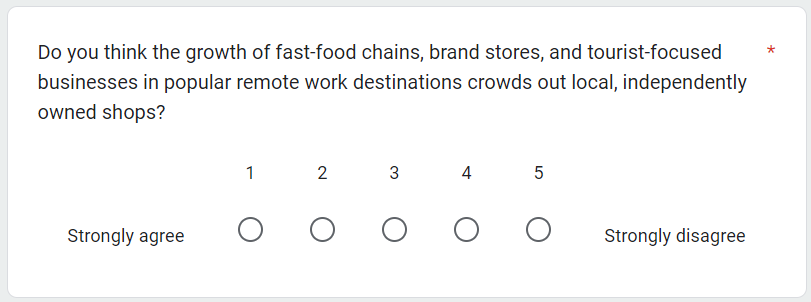 Do you think the growth of fast-food chains, brand stores, and tourist-focused *
businesses in popular remote work destinations crowds out local, independently
owned shops?
1 2 3 4 5
Strongly agree Strongly disagree